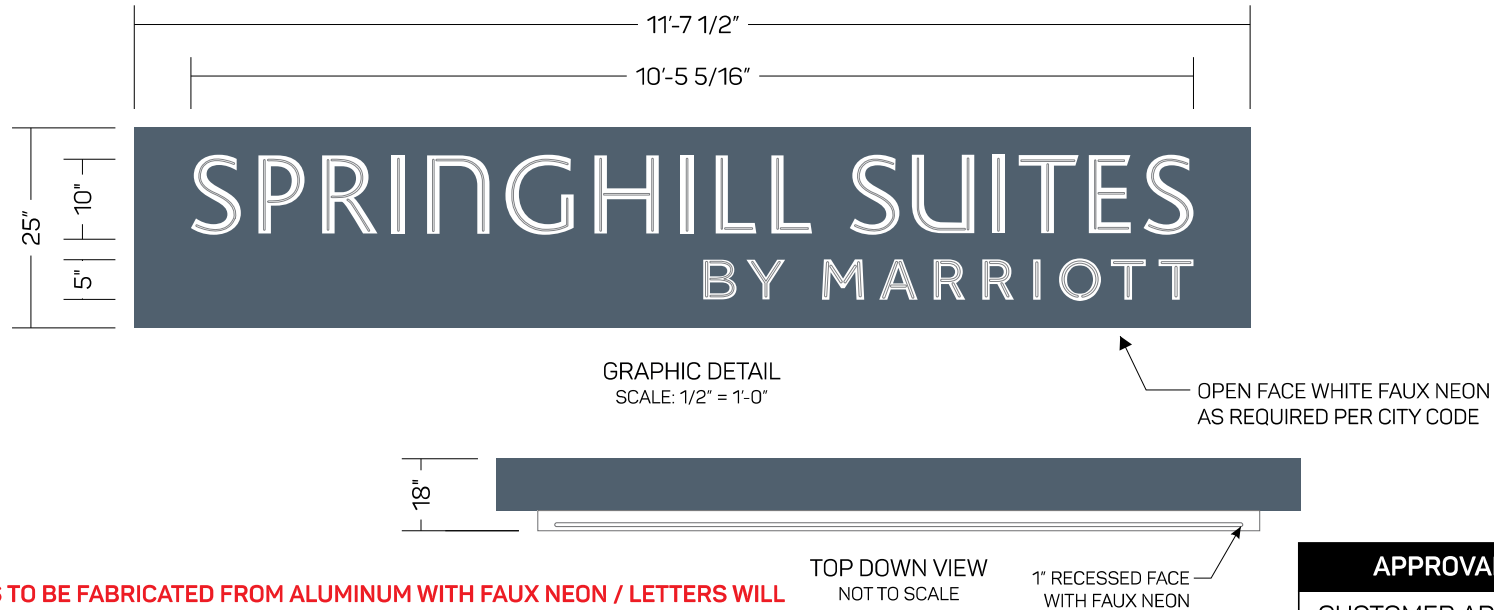 11'-7 1/2"
10'-5 5/16"
25"
10"
5"
SPRINGHILL SUITES
BY MARRIOTT
GRAPHIC DETAIL
SCALE: 1/2" = 1'-0"
OPEN FACE WHITE FAUX NEON
AS REQUIRED PER CITY CODE
18"
TOP DOWN VIEW
NOT TO SCALE
1" RECESSED FACE
WITH FAUX NEON
TO BE FABRICATED FROM ALUMINUM WITH FAUX NEON / LETTERS WILL